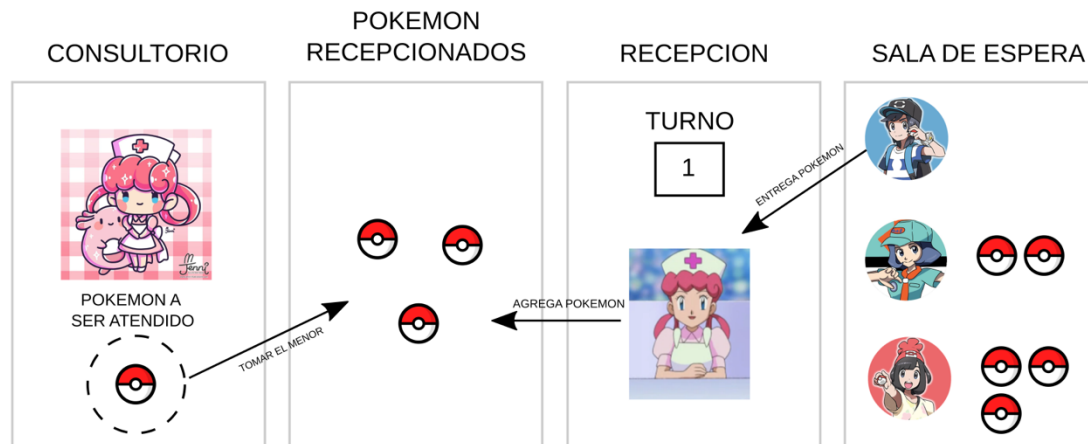 CONSULTORIO
POKEMON A
SER ATENDIDO
TOMAR EL MENOR
POKEMON
RECEPCIONADOS
AGREGA POKEMON
RECEPCION
TURNO
1
ENTREGA POKEMON
SALA DE ESPERA